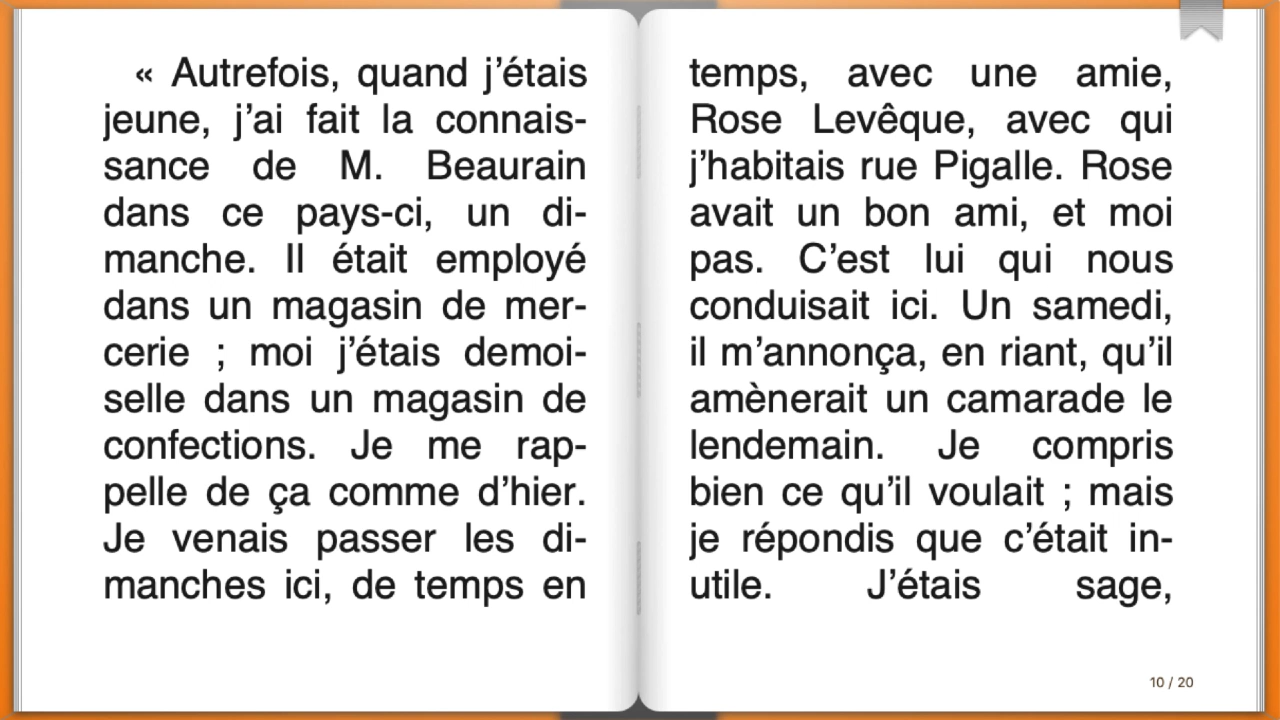 « Autrefois, quand j’étais
jeune, j’ai fait la connais-
sance de M. Beaurain
dans ce pays-ci, un di-
manche. Il était employé
dans un magasin de mer-
cerie ; moi j’étais demoi-
selle dans un magasin de
confections. Je me rap-
pelle de ça comme d’hier.
Je venais passer les di-
manches ici, de temps en
temps, avec une amie,
Rose Levêque, avec qui
j’habitais rue Pigalle. Rose
avait un bon ami, et moi
pas. C’est lui qui nous
conduisait ici. Un samedi,
il m’annonça, en riant, qu’il
amènerait un camarade le
lendemain. Je compris
bien ce qu’il voulait ; mais
je répondis que c’était in-
utile. J’étais sage,
10 / 20